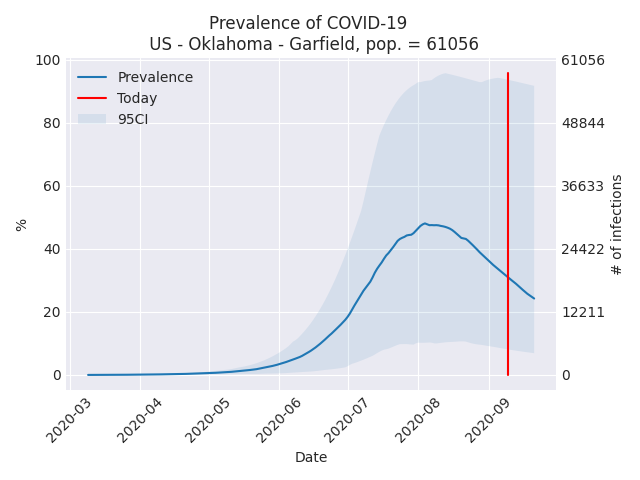 Prevalence of COVID-19
US - Oklahoma - Garfield, pop. = 61056
Prevalence
Today
95CI
100
80
60
40
20
0
%
61056
48844
36633
24422
12211
0
# of infections
2020-03
2020-04
2020-05
2020-06
2020-07
2020-08
2020-09
Date